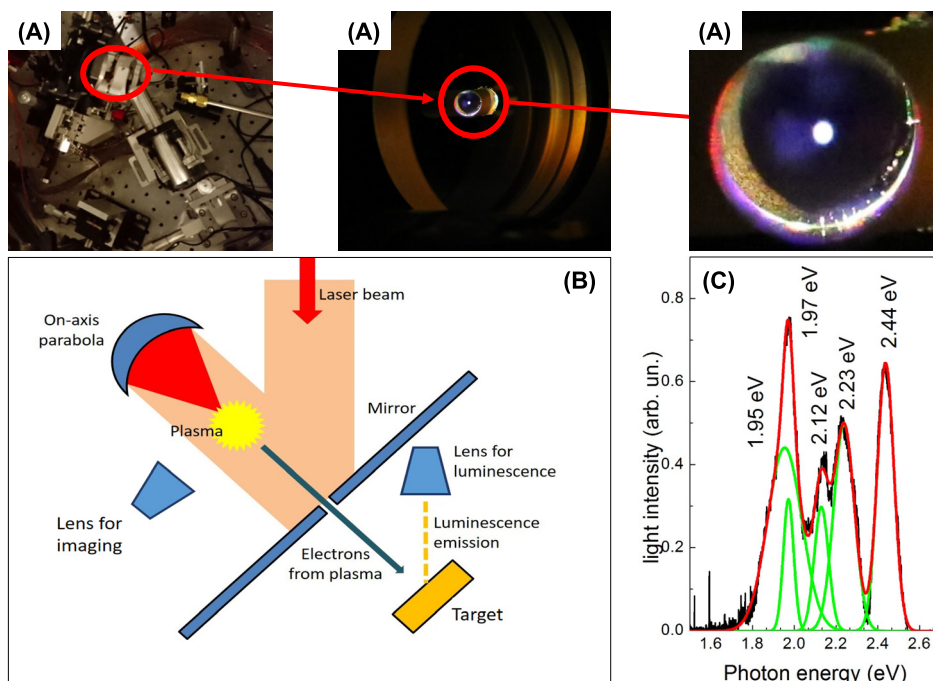 (A)
(A)
(A)
(B)
Laser beam
On-axis
parabola
Plasma
Mirror
Lens for
luminescence
Lens for
imaging
Luminescence
emission
Electrons
from plasma
Target
(C)
light intensity (arb. un.)
0.8
0.6
0.4
0.2
0.0
1.95 eV
1.97 eV
2.12 eV
2.23 eV
2.44 eV
1.6 1.8 2.0 2.2 2.4 2.6
Photon energy (eV)